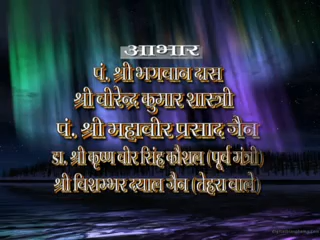 आभार
पं. श्री भगवान दास
श्री वीरेन्द्र कुमार शास्त्री
पं. श्री महावीर प्रसाद जैन
डा. श्री कृष्ण वीर सिंह कौशल (पूर्व मंत्री)
श्री विशम्भर दयाल जैन (तेहरा वाले)